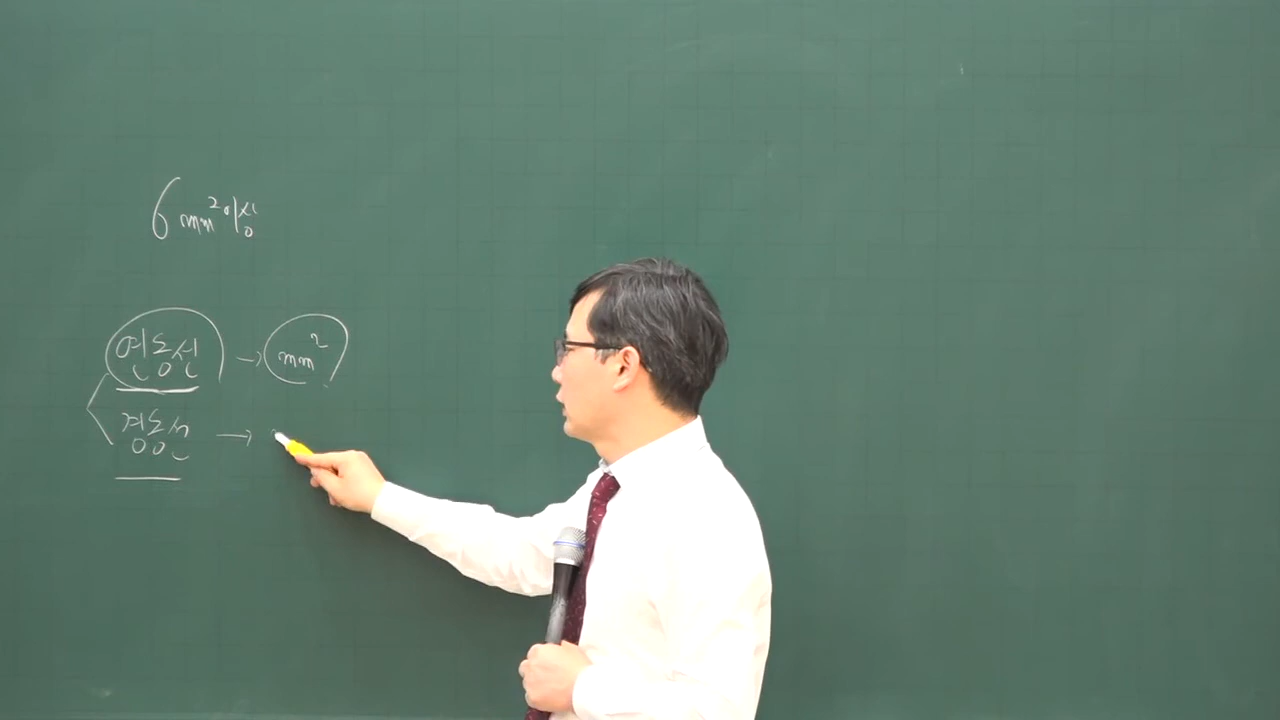 6mm² 이상
연동선 → mm²
경동선 →